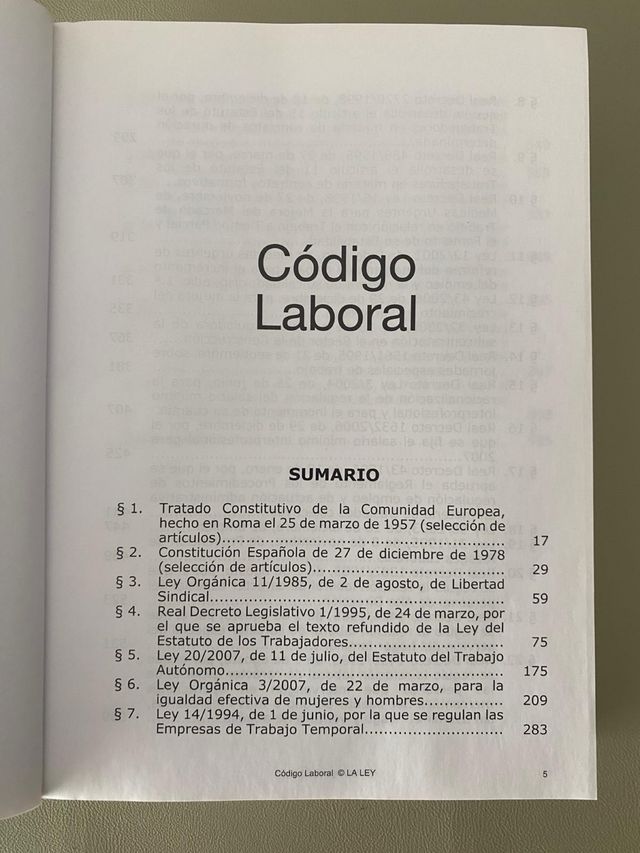 Código
Laboral
SUMARIO
§ 1. Tratado Constitutivo de la Comunidad Europea,
hecho en Roma el 25 de marzo de 1957 (selección de
artículos)........................................................ 17
§ 2. Constitución Española de 27 de diciembre de 1978
(selección de artículos)...................................... 29
§ 3. Ley Orgánica 11/1985, de 2 de agosto, de Libertad
Sindical........................................................... 59
§ 4. Real Decreto Legislativo 1/1995, de 24 de marzo, por
el que se aprueba el texto refundido de la Ley del
Estatuto de los Trabajadores.............................. 75
§ 5. Ley 20/2007, de 11 de julio, del Estatuto del Trabajo
Autónomo........................................................ 175
§ 6. Ley Orgánica 3/2007, de 22 de marzo, para la
igualdad efectiva de mujeres y hombres............... 209
§ 7. Ley 14/1994, de 1 de junio, por la que se regulan las
Empresas de Trabajo Temporal........................... 283
Código Laboral © LA LEY 5